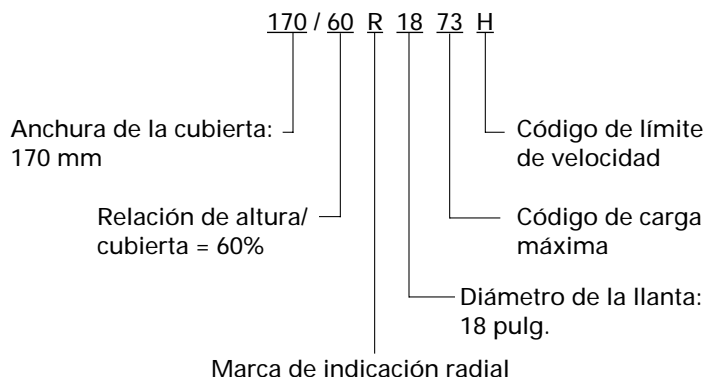 170 / 60 R 18 73 H
Anchura de la cubierta:
170 mm
Código de límite
de velocidad
Relación de altura/
cubierta = 60%
Código de carga
máxima
Diámetro de la llanta:
18 pulg.
Marca de indicación radial